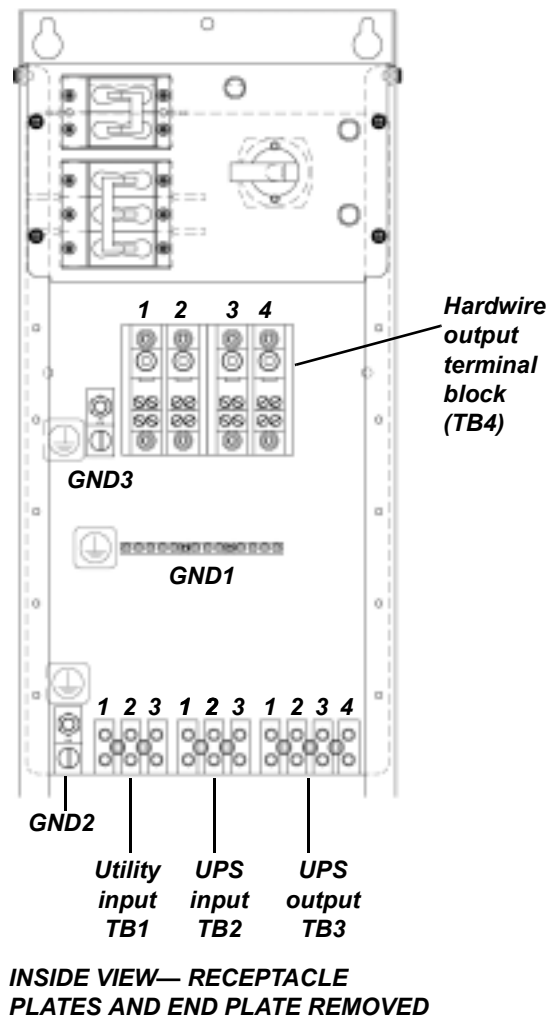 1 2 3 4
Hardwire
output
terminal
block
(TB4)
GND3
GND1
1 2 3 1 2 3 1 2 3 4
GND2
Utility
input
TB1
UPS
input
TB2
UPS
output
TB3
INSIDE VIEW— RECEPTACLE
PLATES AND END PLATE REMOVED